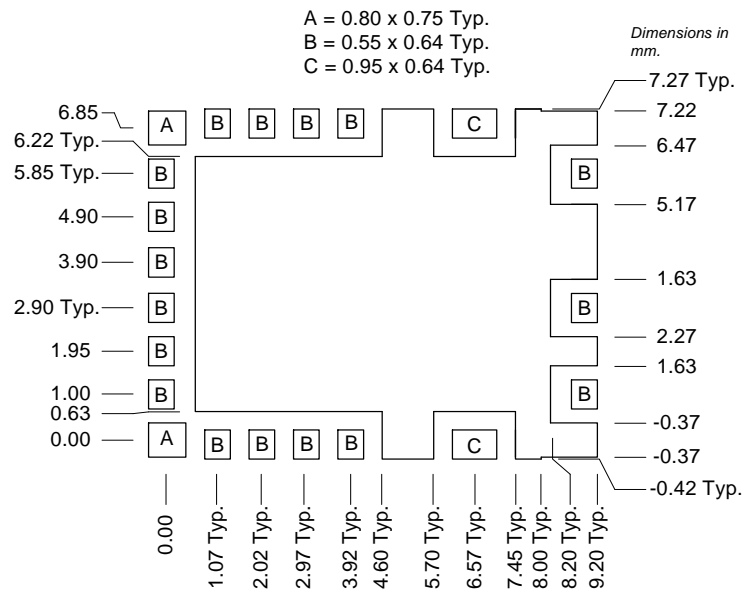 A = 0.80 x 0.75 Typ.
B = 0.55 x 0.64 Typ.
C = 0.95 x 0.64 Typ.
Dimensions in
mm.
7.27 Typ.
6.85
A
B
B
B
B
C
7.22
6.22 Typ.
6.47
5.85 Typ.
B
B
4.90
B
5.17
3.90
B
1.63
2.90 Typ.
B
B
2.27
1.95
B
1.63
1.00
B
B
0.63
-0.37
0.00
A
B
B
B
B
C
-0.37
-0.42 Typ.
0.00
1.07 Typ.
2.02 Typ.
2.97 Typ.
3.92 Typ.
4.60 Typ.
5.70 Typ.
6.57 Typ.
7.45 Typ.
8.00 Typ.
8.20 Typ.
9.20 Typ.